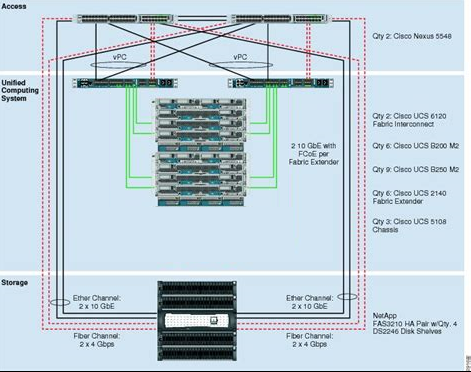 Access
Qty 2: Cisco Nexus 5548
vPC
vPC
Unified
Computing
System
2 10 GbE with
FCoE per
Fabric Extender
Qty 2: Cisco UCS 6120
Fabric Interconnect
Qty 6: Cisco UCS B200 M2
Qty 9: Cisco UCS B250 M2
Qty 6: Cisco UCS 2140
Fabric Extender
Qty 3: Cisco UCS 5108
Chassis
Storage
Ether Channel:
2 x 10 GbE
Ether Channel:
2 x 10 GbE
Fiber Channel:
2 x 4 Gbps
Fiber Channel:
2 x 4 Gbps
NetApp
FAS3210 HA Pair w/Qty. 4
DS2246 Disk Shelves